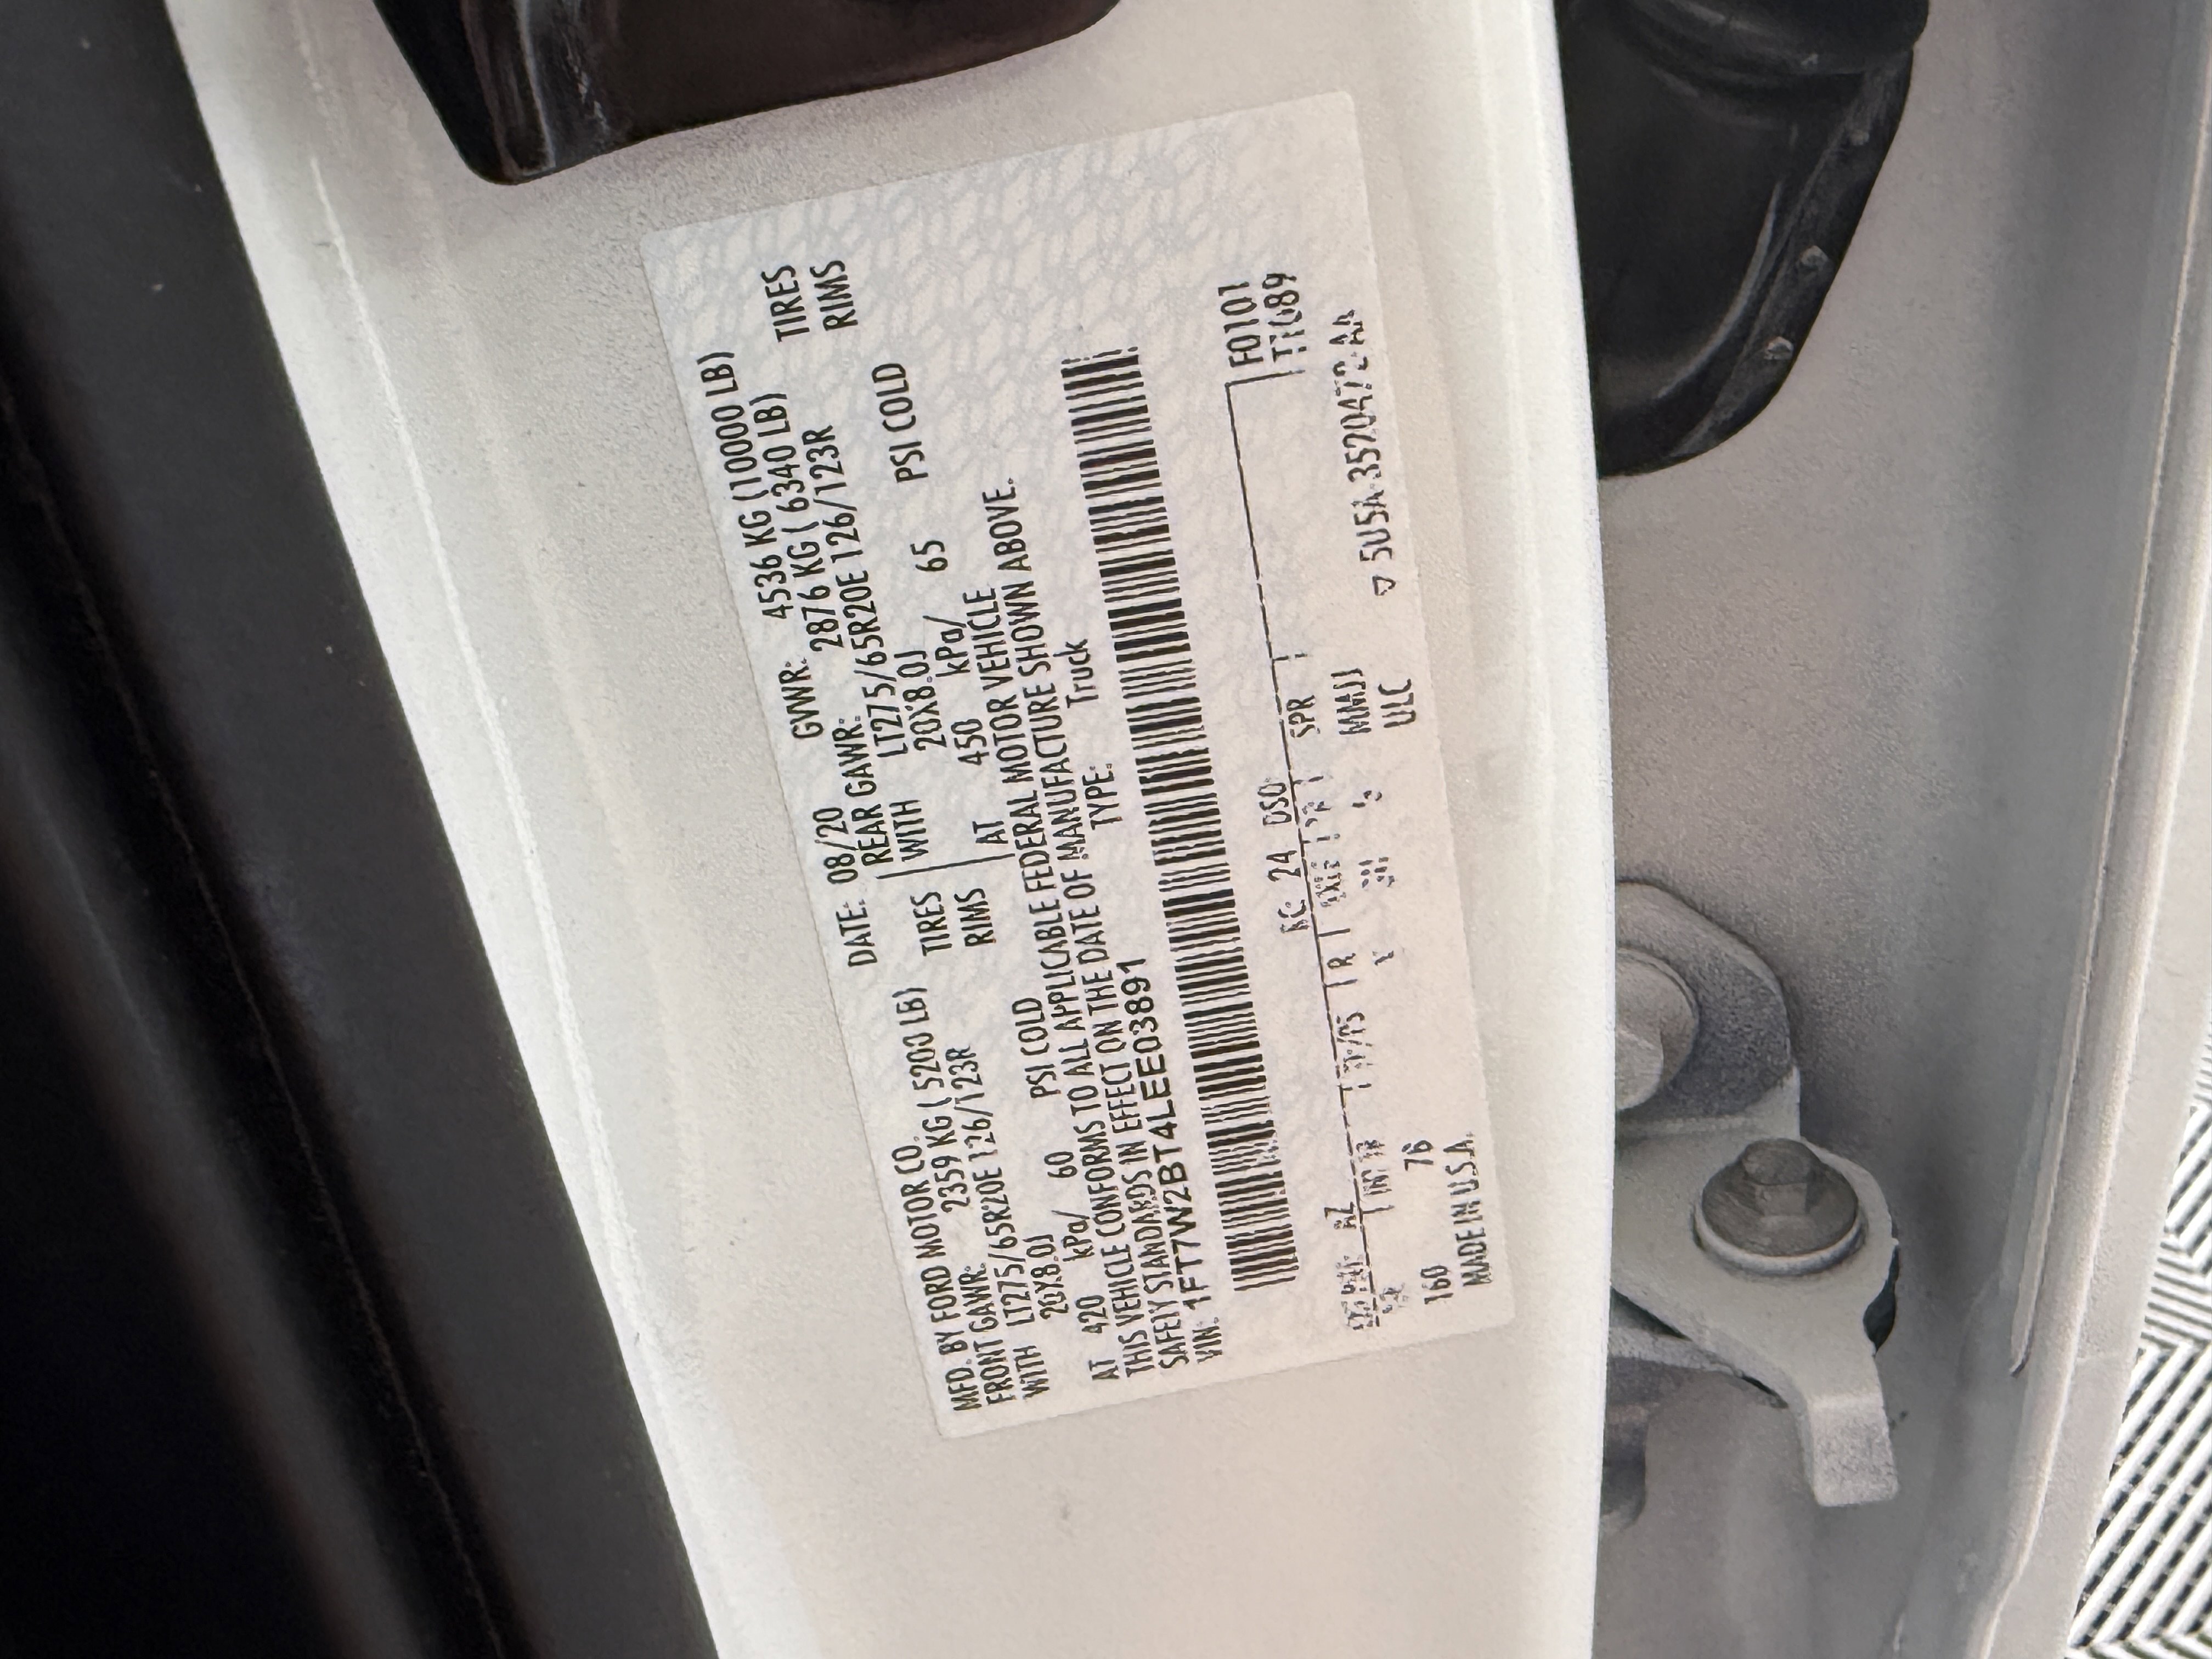 MFD. BY FORD MOTOR CO. DATE: 08/20 GVWR: 4536 KG (10000 LB)
FRONT GAWR: 2359 KG ( 5200 LB) REAR GAWR: 2876 KG ( 6340 LB)
WITH LT275/65R20E 126/123R TIRES WITH LT275/65R20E 126/123R TIRES
20X8.0J RIMS 20X8.0J RIMS
AT 420 kPa/ 60 PSI COLD AT 450 kPa/ 65 PSI COLD
THIS VEHICLE CONFORMS TO ALL APPLICABLE FEDERAL MOTOR VEHICLE
SAFETY STANDARDS IN EFFECT ON THE DATE OF MANUFACTURE SHOWN ABOVE.
VIN: 1FT7W2BT4LEE03891 TYPE: Truck
F0101
RC: 24 DSO:
AZ R SPR
160 76 MMJJ
MADE IN U.S.A. ULC ▽ 5U5A-3520472-AA